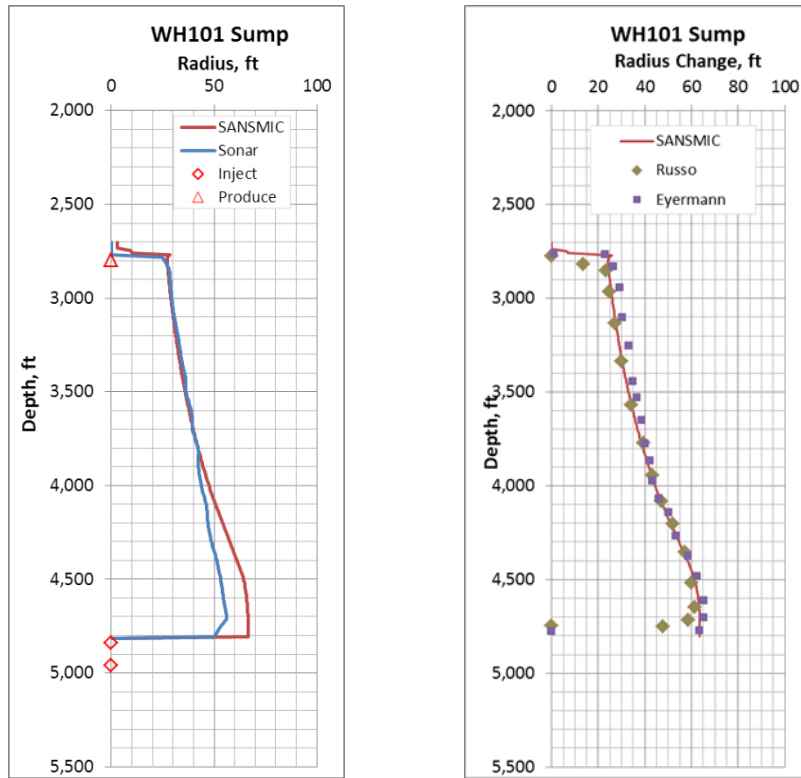 WH101 Sump
Radius, ft
0 50 100
2,000
SANSMIC
Sonar
Inject
Produce
2,500
3,000
3,500
Depth, ft
4,000
4,500
5,000
5,500
WH101 Sump
Radius Change, ft
0 20 40 60 80 100
2,000
SANSMIC
Russo
Eyermann
2,500
3,000
3,500
Depth, ft
4,000
4,500
5,000
5,500